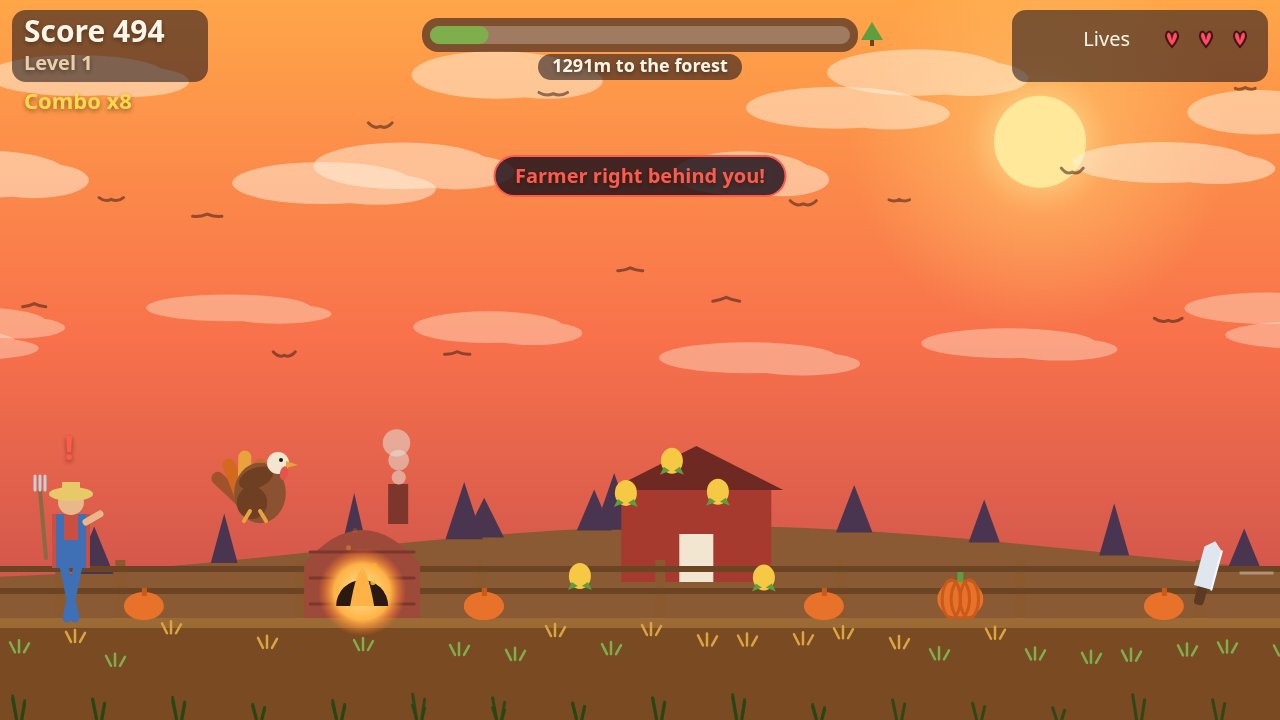 Score 494
Level 1
Combo x8
1291m to the forest
Lives
Farmer right behind you!
!